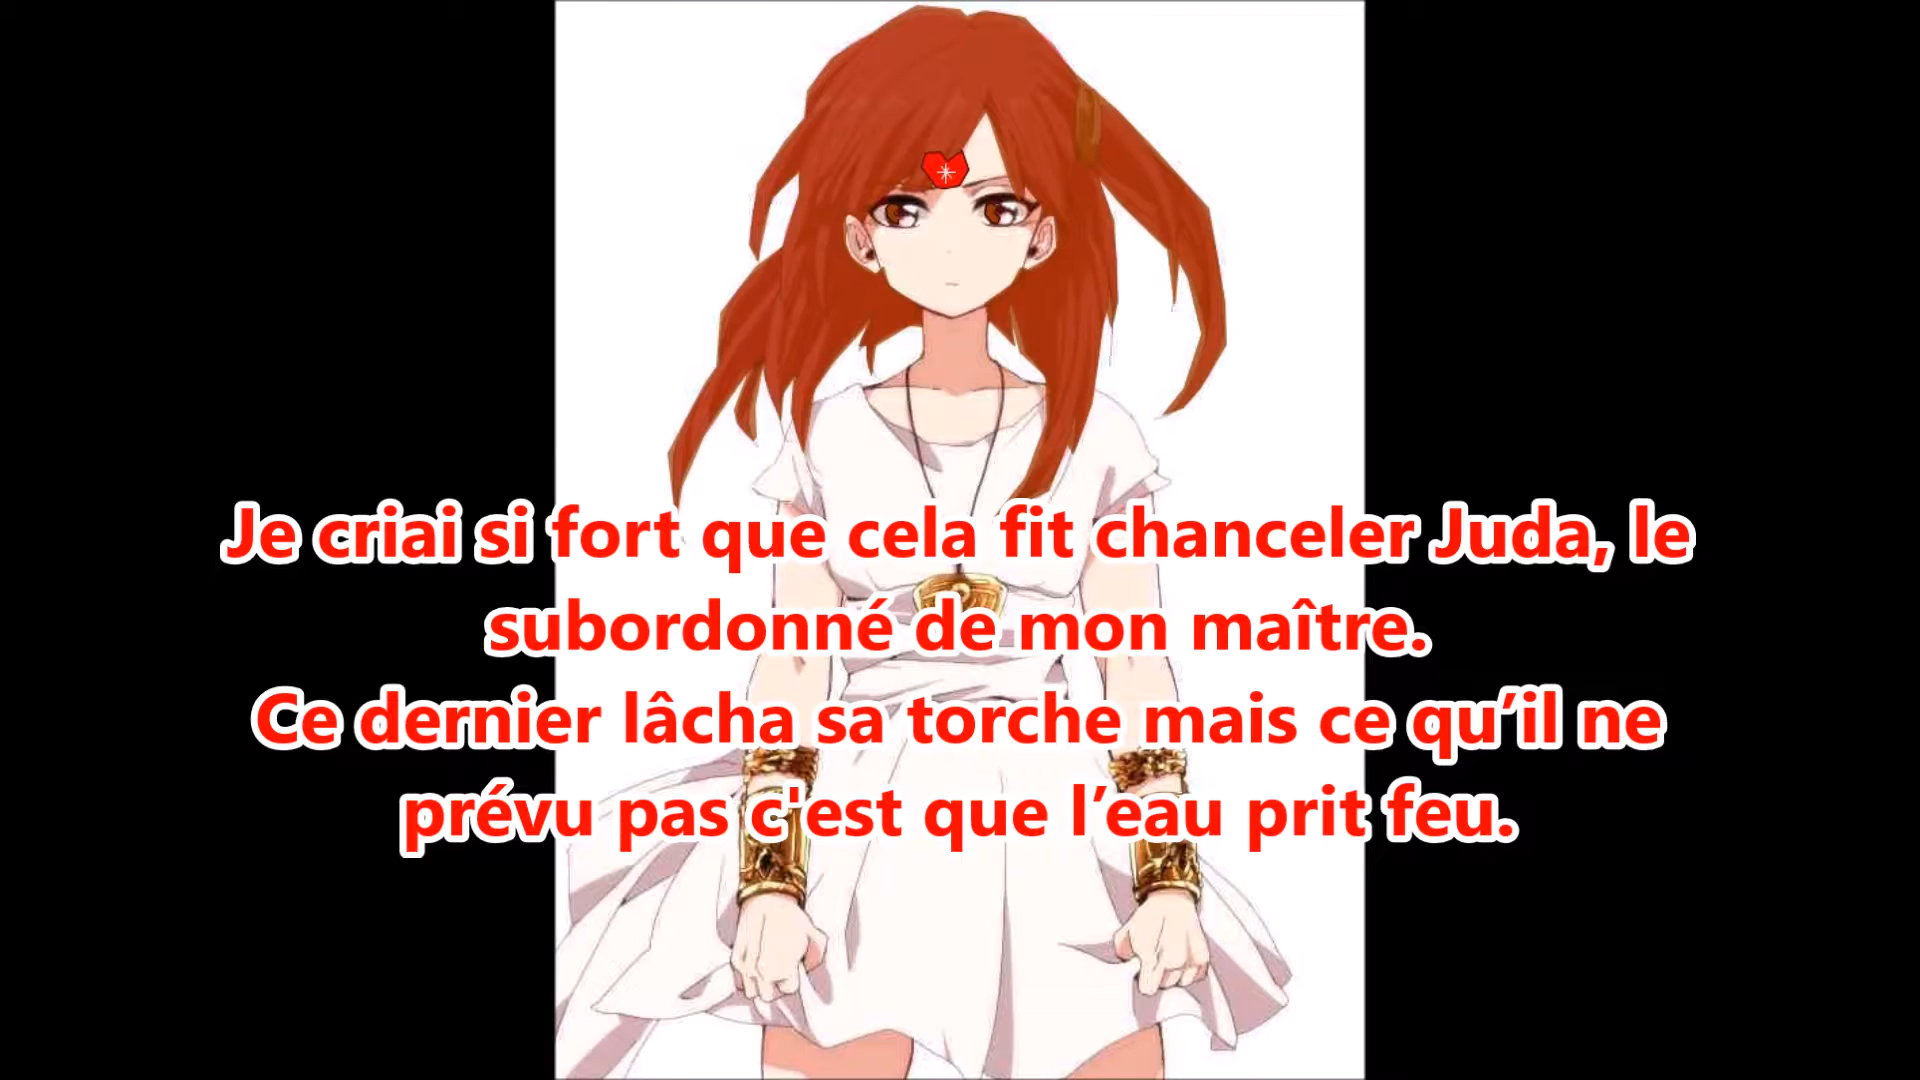 Je criai si fort que cela fit chanceler Juda, le
subordonné de mon maître.
Ce dernier lâcha sa torche mais ce qu’il ne
prévu pas c'est que l’eau prit feu.